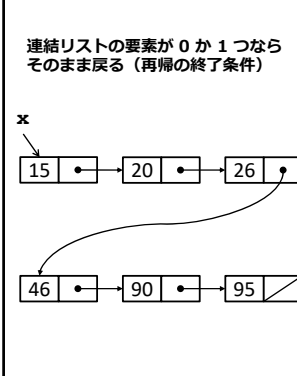 連結リストの要素が 0 か 1 つなら
そのまま戻る（再帰の終了条件）
x
15 20 26
46 90 95